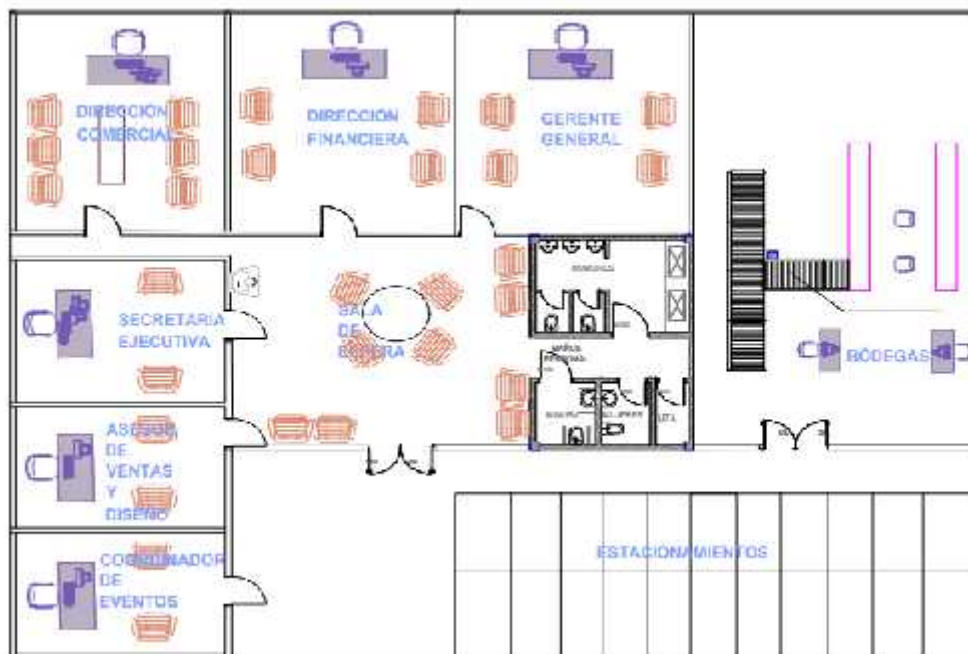 DIRECCION
COMERCIAL
DIRECCIÓN
FINANCIERA
GERENTE
GENERAL
SECRETARIA
EJECUTIVA
SALA
DE
ESPERA
BODEGAS
ASESOR
DE
VENTAS
Y
DISEÑO
COORDINADOR
DE
EVENTOS
ESTACIONAMIENTOS